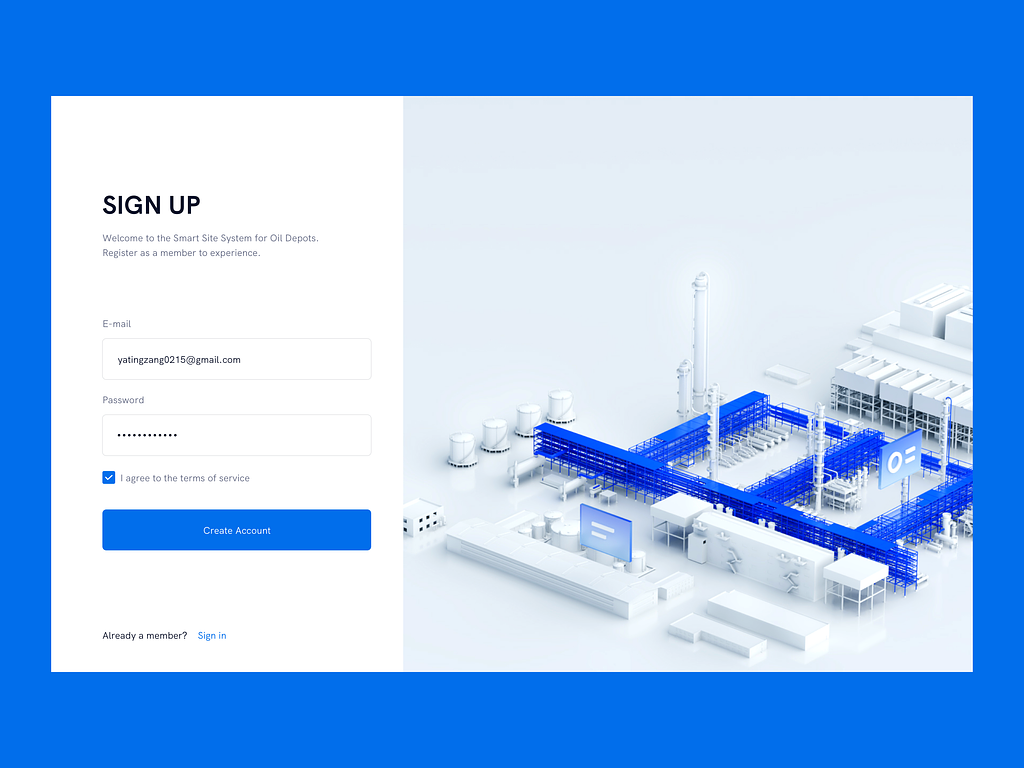 SIGN UP
Welcome to the Smart Site System for Oil Depots.
Register as a member to experience.
E-mail
yatingzang0215@gmail.com
Password
••••••••••••
I agree to the terms of service
Create Account
Already a member? Sign in